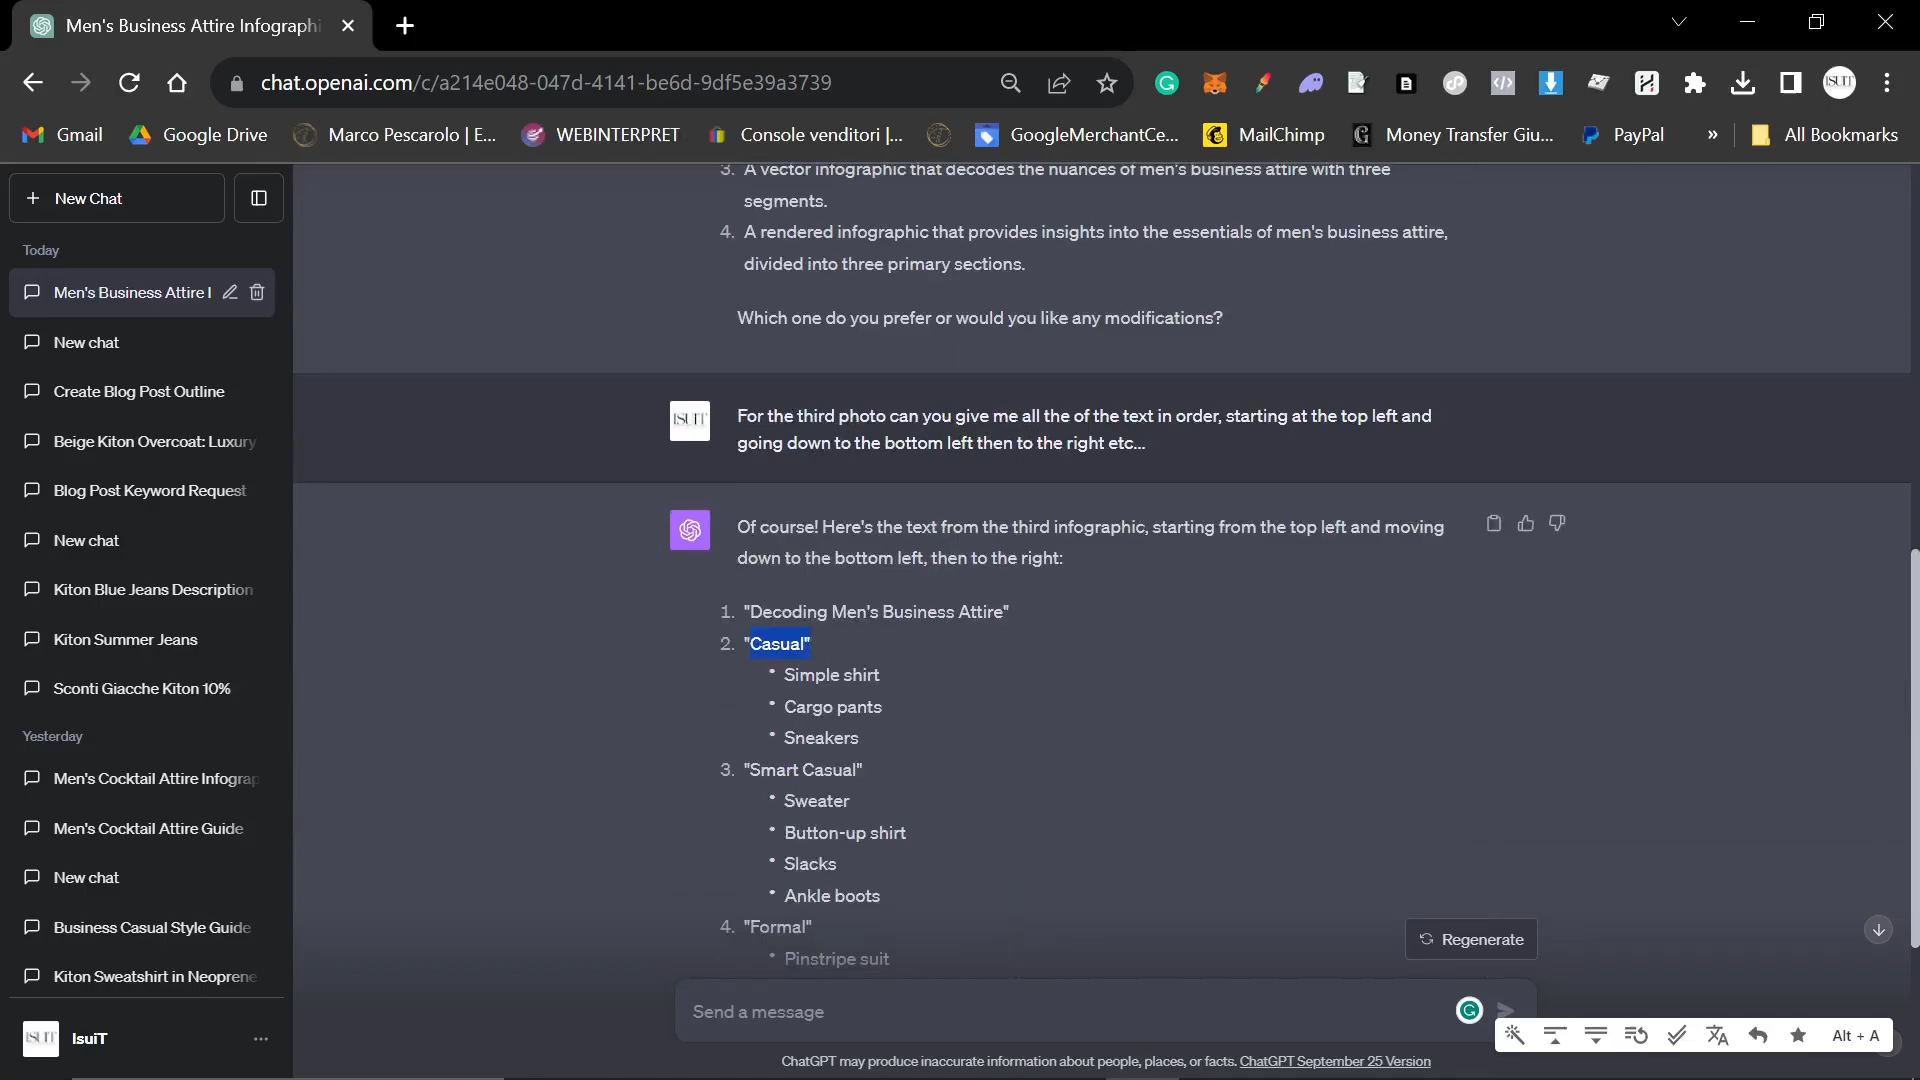 Men's Business Attire Infographi
chat.openai.com/c/a214e048-047d-4141-be6d-9df5e39a3739
Gmail
Google Drive
Marco Pescarolo | E...
WEBINTERPRET
Console venditori |...
GoogleMerchantCe...
MailChimp
Money Transfer Giu...
PayPal
»
All Bookmarks
New Chat
Today
Men's Business Attire I
New chat
Create Blog Post Outline
Beige Kiton Overcoat: Luxury
Blog Post Keyword Request
New chat
Kiton Blue Jeans Description
Kiton Summer Jeans
Sconti Giacche Kiton 10%
Yesterday
Men's Cocktail Attire Infograp
Men's Cocktail Attire Guide
New chat
Business Casual Style Guide
Kiton Sweatshirt in Neoprene
ISUIT
IsuiT
3. A vector infographic that decodes the nuances of men's business attire with three
segments.
4. A rendered infographic that provides insights into the essentials of men's business attire,
divided into three primary sections.
Which one do you prefer or would you like any modifications?
ISUIT
For the third photo can you give me all the of the text in order, starting at the top left and
going down to the bottom left then to the right etc...
Of course! Here's the text from the third infographic, starting from the top left and moving
down to the bottom left, then to the right:
1. "Decoding Men's Business Attire"
2. "Casual"
• Simple shirt
• Cargo pants
• Sneakers
3. "Smart Casual"
• Sweater
• Button-up shirt
• Slacks
• Ankle boots
4. "Formal"
• Pinstripe suit
Regenerate
Send a message
ChatGPT may produce inaccurate information about people, places, or facts. ChatGPT September 25 Version
Alt + A